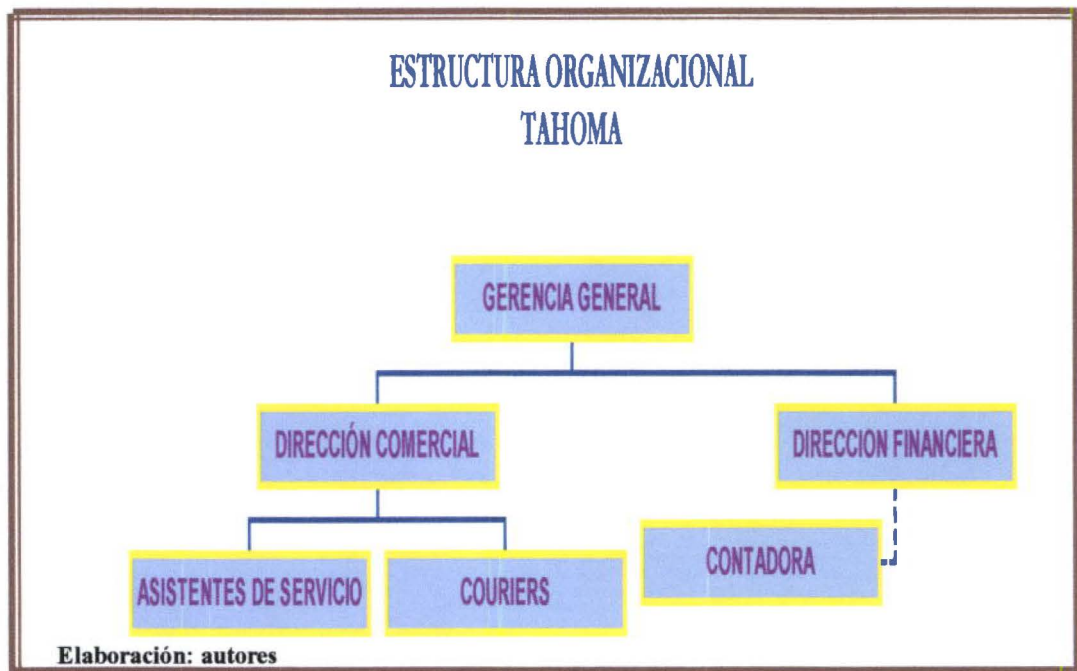 ESTRUCTURA ORGANIZACIONAL
TAHOMA
GERENCIA GENERAL
DIRECCIÓN COMERCIAL
DIRECCION FINANCIERA
ASISTENTES DE SERVICIO
COURIERS
CONTADORA
Elaboración: autores